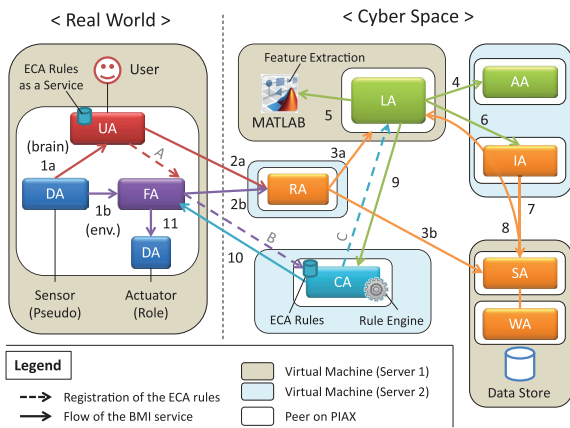 < Real World >
< Cyber Space >
ECA Rules
as a Service
User
UA
(brain)
1a
A
DA
1b
(env.)
FA
11
DA
Sensor
(Pseudo)
Actuator
(Role)
Feature Extraction
MATLAB
5
LA
4
AA
6
IA
2a
2b
RA
3a
9
3b
7
8
B
C
10
ECA Rules
CA
Rule Engine
SA
WA
Data Store
Legend
Registration of the ECA rules
Flow of the BMI service
Virtual Machine (Server 1)
Virtual Machine (Server 2)
Peer on PIAX